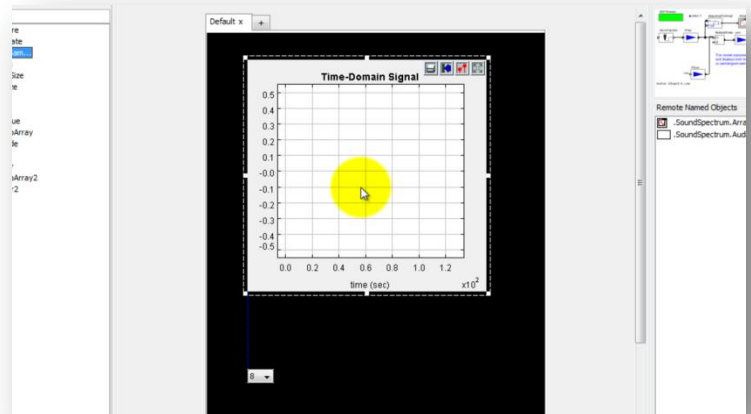 Default x +
re
ate
am...
Size
ue
oArray
de
oArray2
r2
Time-Domain Signal
0.5
0.4
0.3
0.2
0.1
-0.0
-0.1
-0.2
-0.3
-0.4
-0.5
0.0 0.2 0.4 0.6 0.8 1.0 1.2
time (sec) x10²
8
Remote Named Objects
.SoundSpectrum.Arra
.SoundSpectrum.Aud